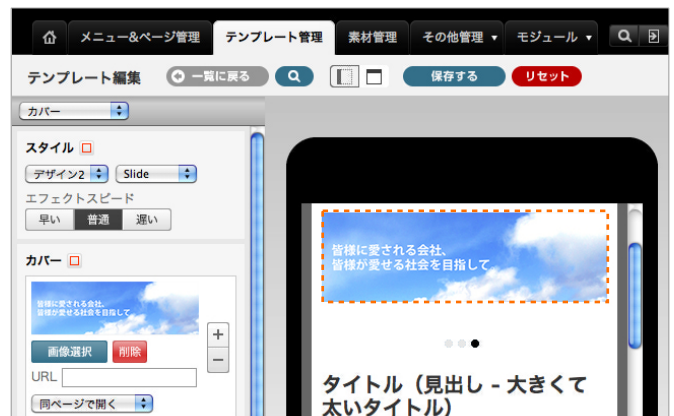 メニュー&ページ管理 テンプレート管理 素材管理 その他管理 ▼ モジュール ▼
テンプレート編集 一覧に戻る 保存する リセット
カバー
スタイル
デザイン2 Slide
エフェクトスピード
早い 普通 遅い
カバー
皆様に愛される会社、
皆様が愛せる社会を目指して
画像選択 削除
+
−
URL
同ページで開く
皆様に愛される会社、
皆様が愛せる社会を目指して
タイトル（見出し - 大きくて
太いタイトル）